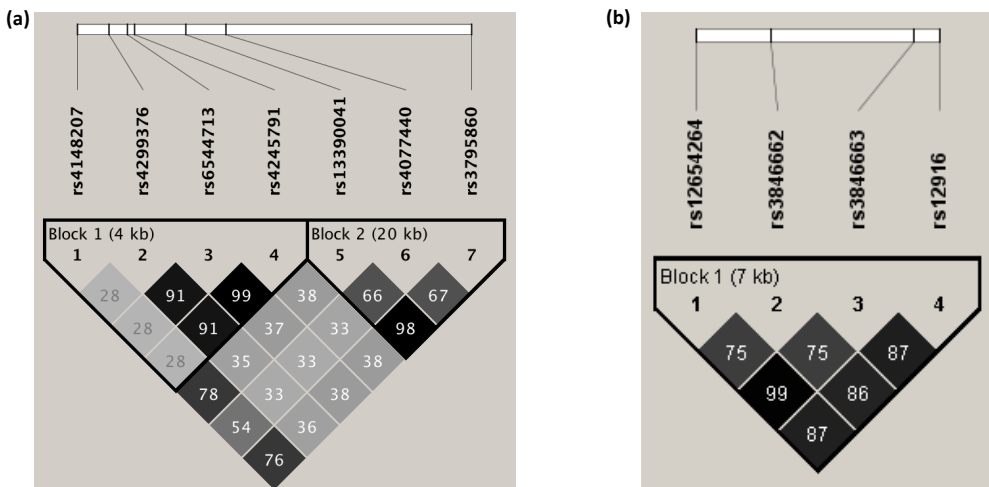 (a)
rs4148207
rs4299376
rs6544713
rs4245791
rs13390041
rs4077440
rs3795860
Block 1 (4 kb)
Block 2 (20 kb)
1 2 3 4 5 6 7
28 91 99 38 66 67
28 91 37 33 98
28 35 33 38
78 33 38
54 36
76
(b)
rs12654264
rs3846662
rs3846663
rs12916
Block 1 (7 kb)
1 2 3 4
75 75 87
99 86
87